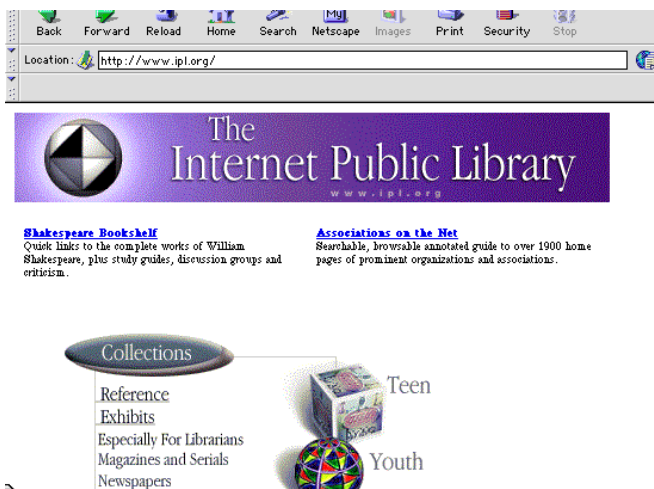 Back Forward Reload Home Search Netscape Images Print Security Stop
Location: http://www.ipl.org/
The
Internet Public Library
www.ipl.org
Shakespeare Bookshelf
Quick links to the complete works of William
Shakespeare, plus study guides, discussion groups and
criticism.
Associations on the Net
Searchable, browsable annotated guide to over 1900 home
pages of prominent organizations and associations.
Collections
Reference
Exhibits
Especially For Librarians
Magazines and Serials
Newspapers
Teen
Youth